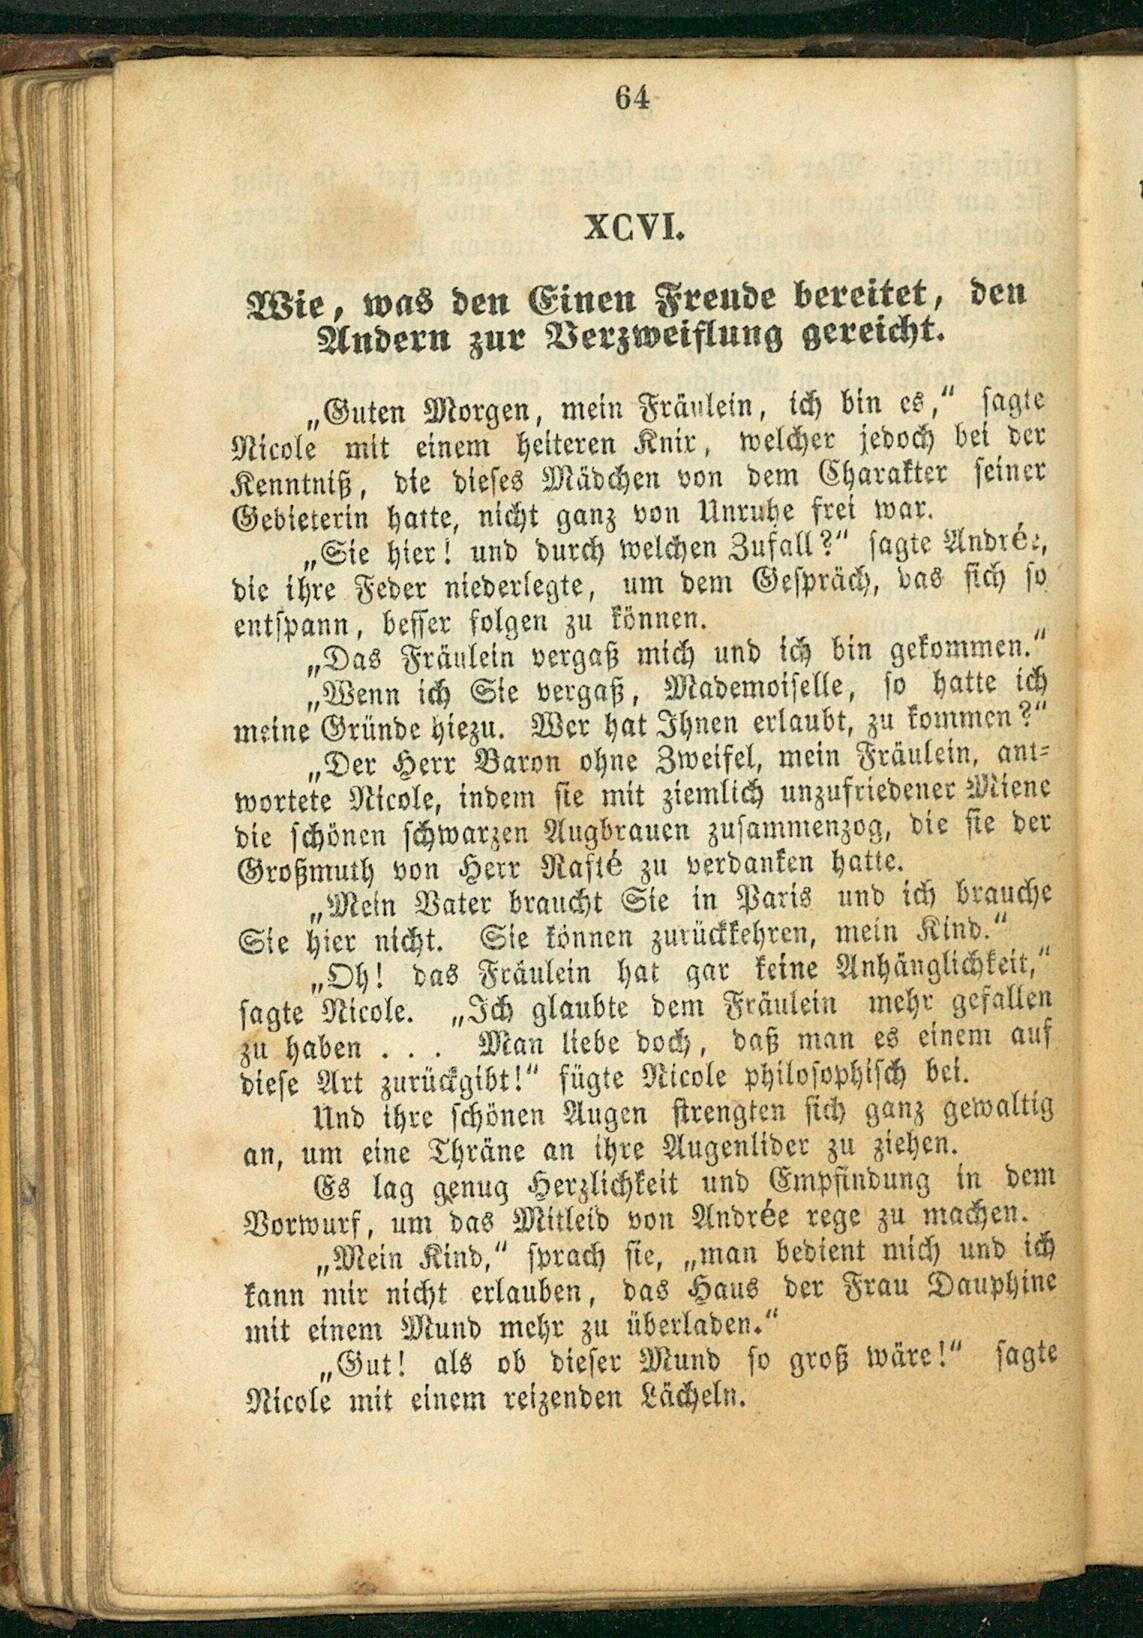 64
XCVI.
Wie, was den Einen Freude bereitet, den
Andern zur Verzweiflung gereicht.
„Guten Morgen, mein Fräulein, ich bin es,“ sagte
Nicole mit einem heiteren Knix, welcher jedoch bei der
Kenntniß, die dieses Mädchen von dem Charakter seiner
Gebieterin hatte, nicht ganz von Unruhe frei war.
„Sie hier! und durch welchen Zufall?“ sagte Andrée,
die ihre Feder niederlegte, um dem Gespräch, das sich so
entspann, besser folgen zu können.
„Das Fräulein vergaß mich und ich bin gekommen.“
„Wenn ich Sie vergaß, Mademoiselle, so hatte ich
meine Gründe hiezu. Wer hat Ihnen erlaubt, zu kommen?“
„Der Herr Baron ohne Zweifel, mein Fräulein, ant-
wortete Nicole, indem sie mit ziemlich unzufriedener Miene
die schönen schwarzen Augbrauen zusammenzog, die sie der
Großmuth von Herr Rafté zu verdanken hatte.
„Mein Vater braucht Sie in Paris und ich brauche
Sie hier nicht. Sie können zurückkehren, mein Kind.“
„Oh! das Fräulein hat gar keine Anhänglichkeit,“
sagte Nicole. „Ich glaubte dem Fräulein mehr gefallen
zu haben . . . Man liebe doch, daß man es einem auf
diese Art zurückgibt!“ fügte Nicole philosophisch bei.
Und ihre schönen Augen strengten sich ganz gewaltig
an, um eine Thräne an ihre Augenlider zu ziehen.
Es lag genug Herzlichkeit und Empfindung in dem
Vorwurf, um das Mitleid von Andrée rege zu machen.
„Mein Kind,“ sprach sie, „man bedient mich und ich
kann mir nicht erlauben, das Haus der Frau Dauphine
mit einem Mund mehr zu überladen.“
„Gut! als ob dieser Mund so groß wäre!“ sagte
Nicole mit einem reizenden Lächeln.